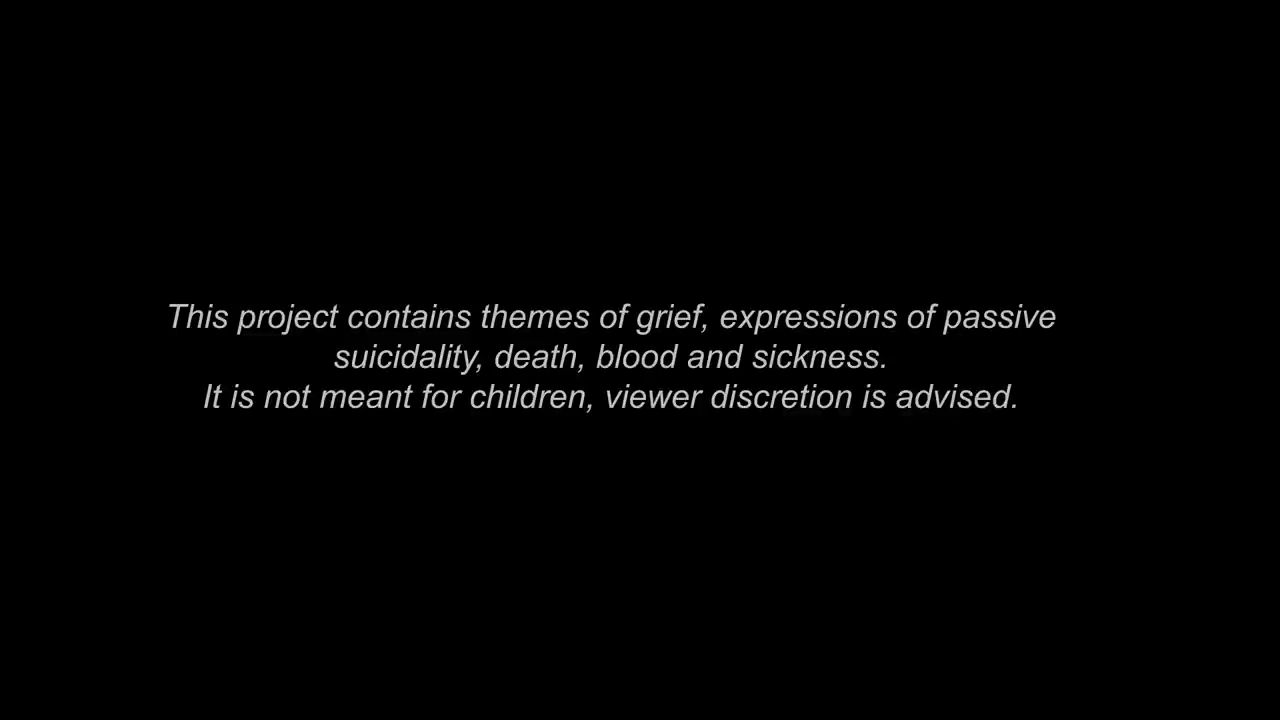 This project contains themes of grief, expressions of passive
suicidality, death, blood and sickness.
It is not meant for children, viewer discretion is advised.